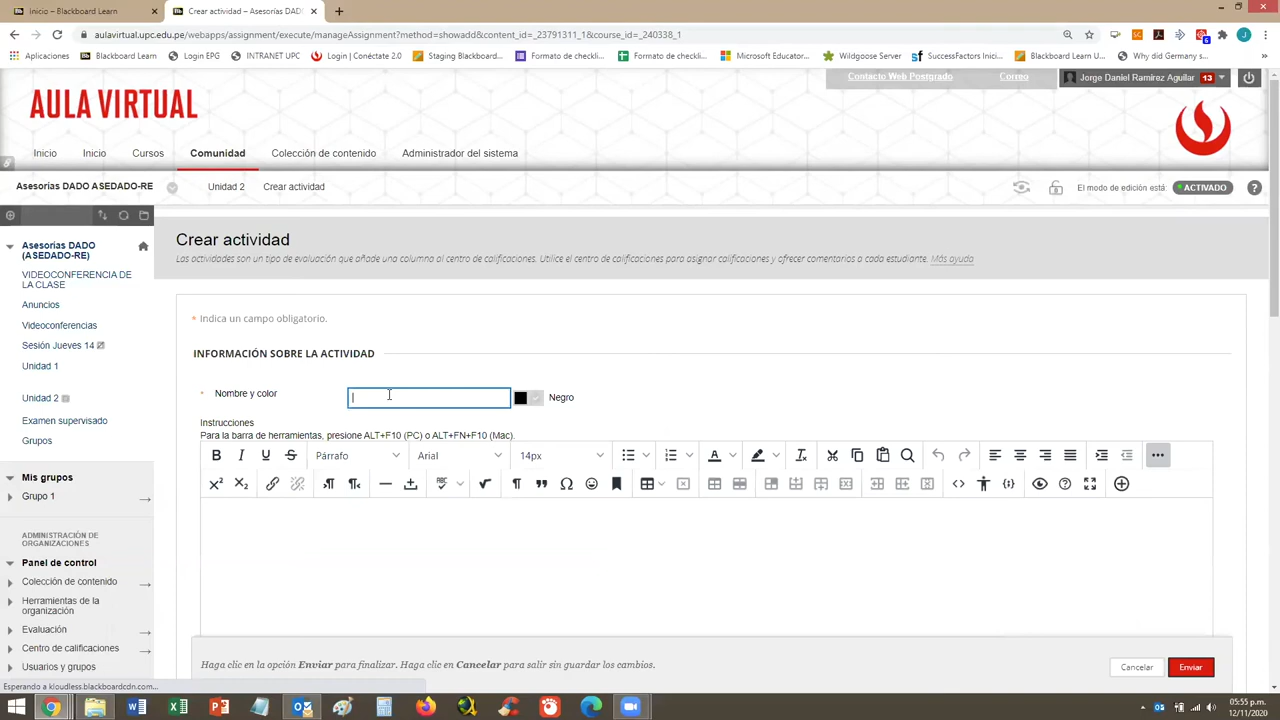 Inicio – Blackboard Learn
Crear actividad – Asesorías DAD
aulavirtual.upc.edu.pe/webapps/assignment/execute/manageAssignment?method=showadd&content_id=_23791311_1&course_id=_240338_1
Aplicaciones
Blackboard Learn
Login EPG
INTRANET UPC
Login |:Conéctate 2.0
Staging Blackboard...
Formato de checkli...
Formato de checkli...
Microsoft Educator...
Wildgoose School
SuccessFactors Inici...
Blackboard Learn U...
Why did Germany s...
Contacto Web Postgrado
Correo
Jorge Daniel Ramírez Aguilar
13
AULA VIRTUAL
Inicio
Inicio
Cursos
Comunidad
Colección de contenido
Administrador del sistema
Asesorías DADO ASEDADO-RE
Unidad 2
Crear actividad
El modo de edición está:
ACTIVADO
?
Asesorías DADO
(ASEDADO-RE)
VIDEOCONFERENCIA DE
LA CLASE
Anuncios
Videoconferencias
Sesión Jueves 14
Unidad 1
Unidad 2
Examen supervisado
Grupos
Mis grupos
Grupo 1
ADMINISTRACIÓN DE
ORGANIZACIONES
Panel de control
Colección de contenido
Herramientas de la
organización
Evaluación
Centro de calificaciones
Usuarios y grupos
Crear actividad
Las actividades son un tipo de evaluación que añade una columna al centro de calificaciones. Utilice el centro de calificaciones para asignar calificaciones y ofrecer comentarios a cada estudiante. Más ayuda
* Indica un campo obligatorio.
INFORMACIÓN SOBRE LA ACTIVIDAD
* Nombre y color
Negro
Instrucciones
Para la barra de herramientas, presione ALT+F10 (PC) o ALT+FN+F10 (Mac).
B I U S Párrafo Arial 14px
Haga clic en la opción Enviar para finalizar. Haga clic en Cancelar para salir sin guardar los cambios.
Cancelar
Enviar
Esperando a kloudless.blackboardcdn.com...
05:55 p.m.
12/11/2020